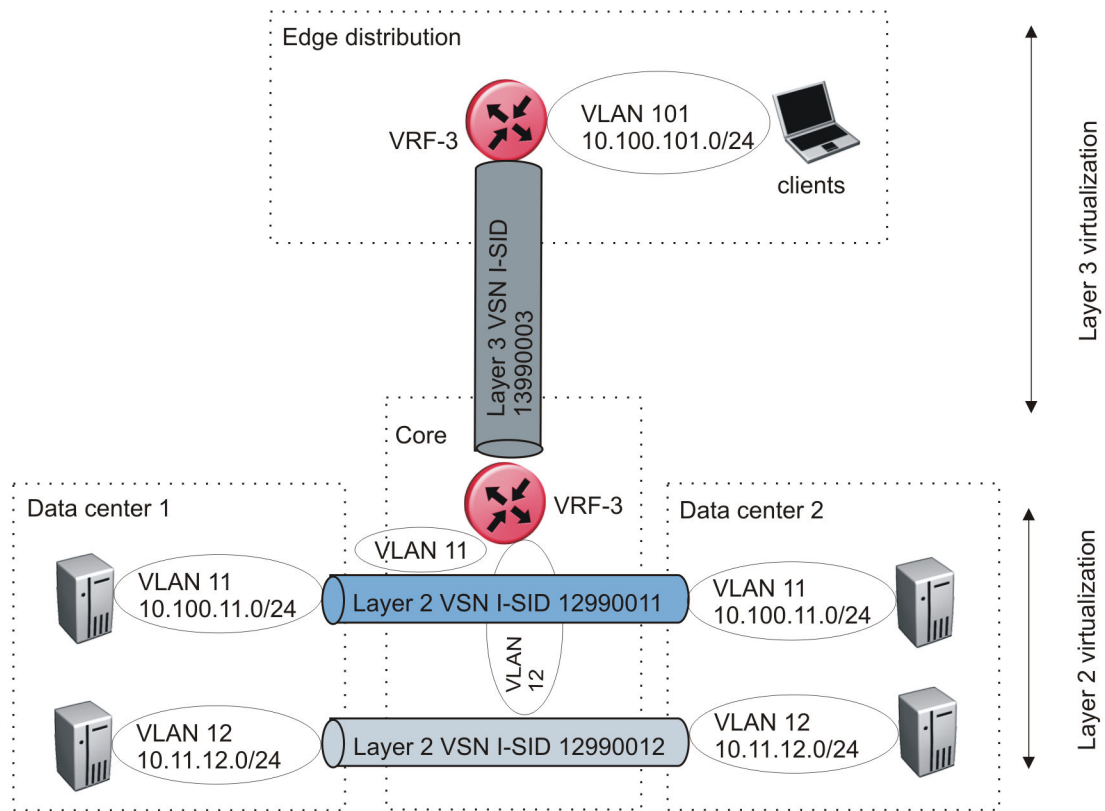 Edge distribution
VRF-3
VLAN 101
10.100.101.0/24
clients
Layer 3 virtualization
Layer 3 VSN I-SID
13990003
Core
VRF-3
Data center 1
Data center 2
VLAN 11
VLAN 11
10.100.11.0/24
Layer 2 VSN I-SID 12990011
VLAN 11
10.100.11.0/24
VLAN
12
VLAN 12
10.11.12.0/24
Layer 2 VSN I-SID 12990012
VLAN 12
10.11.12.0/24
Layer 2 virtualization